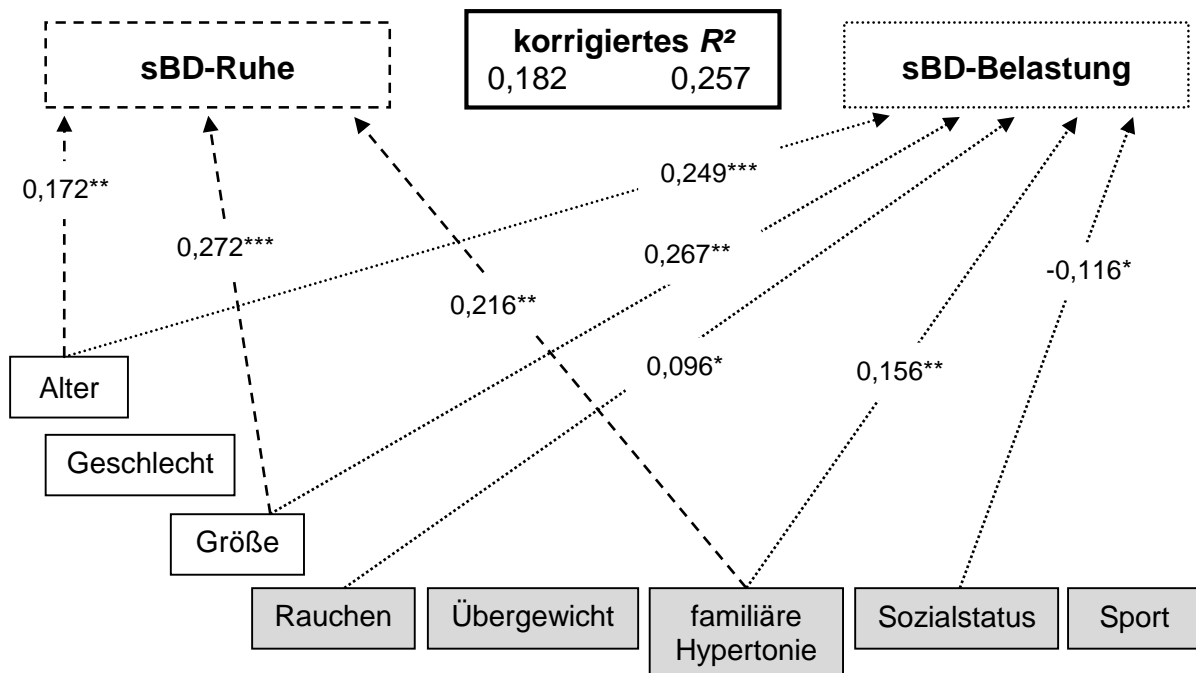 sBD-Ruhe
korrigiertes R²
0,182 0,257
sBD-Belastung
0,172**
0,249***
0,272***
0,267**
-0,116*
0,216**
0,096*
0,156**
Alter
Geschlecht
Größe
Rauchen
Übergewicht
familiäre
Hypertonie
Sozialstatus
Sport